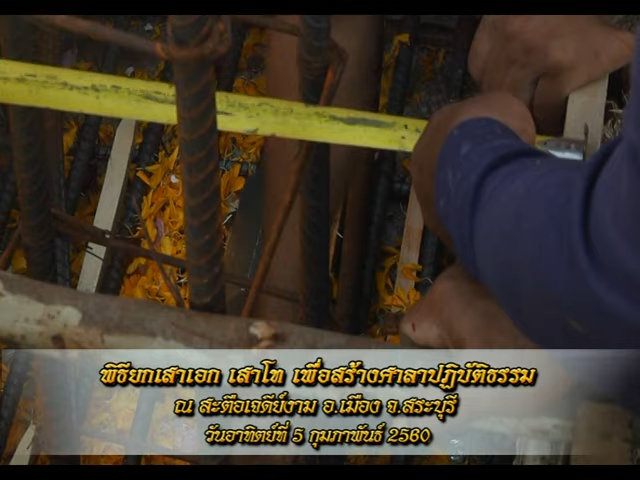 พิธียกเสาเอก เสาโท เพื่อสร้างศาลาปฏิบัติธรรม
ณ สะดือเจดีย์งาม อ.เมือง จ.สระบุรี
วันอาทิตย์ที่ 5 กุมภาพันธ์ 2560